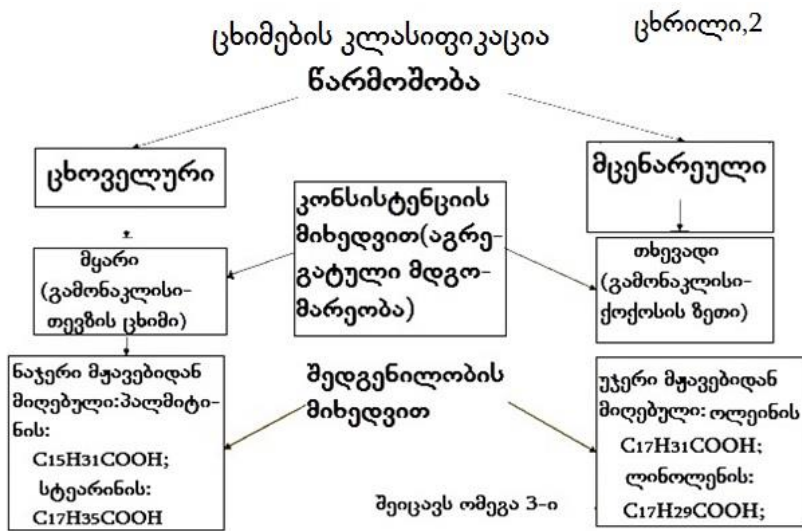 ცხიმების კლასიფიკაცია
ცხრილი,2
წარმოშობა
ცხოველური
მცენარეული
კონსისტენციის
მიხედვით(აგრე-
გატული მდგო-
მარეობა)
მყარი
(გამონაკლისი-
თევზის ცხიმი)
თხევადი
(გამონაკლისი-
ქოქოსის ზეთი)
შედგენილობის
მიხედვით
ნაჯერი მჟავებიდან
მიღებული:პალმიტი-
ნის:
C15H31COOH;
სტეარინის:
C17H35COOH
უჯერი მჟავებიდან
მიღებული: ოლეინის
C17H31COOH;
ლინოლენის:
C17H29COOH;
შეიცავს ომეგა 3-ი